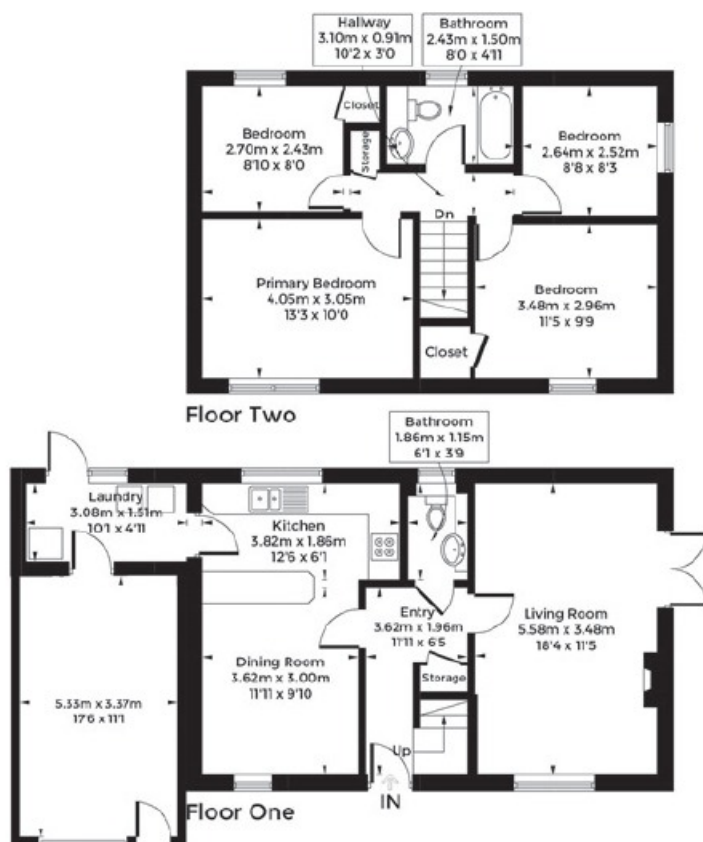 Hallway
3.10m x 0.91m
10'2 x 3'0
Bathroom
2.43m x 1.50m
8'0 x 4'11
Closet
Bedroom
2.70m x 2.43m
8'10 x 8'0
Storage
Bedroom
2.64m x 2.52m
8'8 x 8'3
Dn
Primary Bedroom
4.05m x 3.05m
13'3 x 10'0
Bedroom
3.48m x 2.96m
11'5 x 9'9
Closet
Floor Two
Bathroom
1.86m x 1.15m
6'1 x 3'9
Laundry
3.08m x 1.51m
10'1 x 4'11
Kitchen
3.82m x 1.86m
12'6 x 6'1
Entry
3.62m x 1.96m
11'11 x 6'5
Living Room
5.58m x 3.48m
18'4 x 11'5
Dining Room
3.62m x 3.00m
11'11 x 9'10
Storage
5.33m x 3.37m
17'6 x 11'1
Up
IN
Floor One